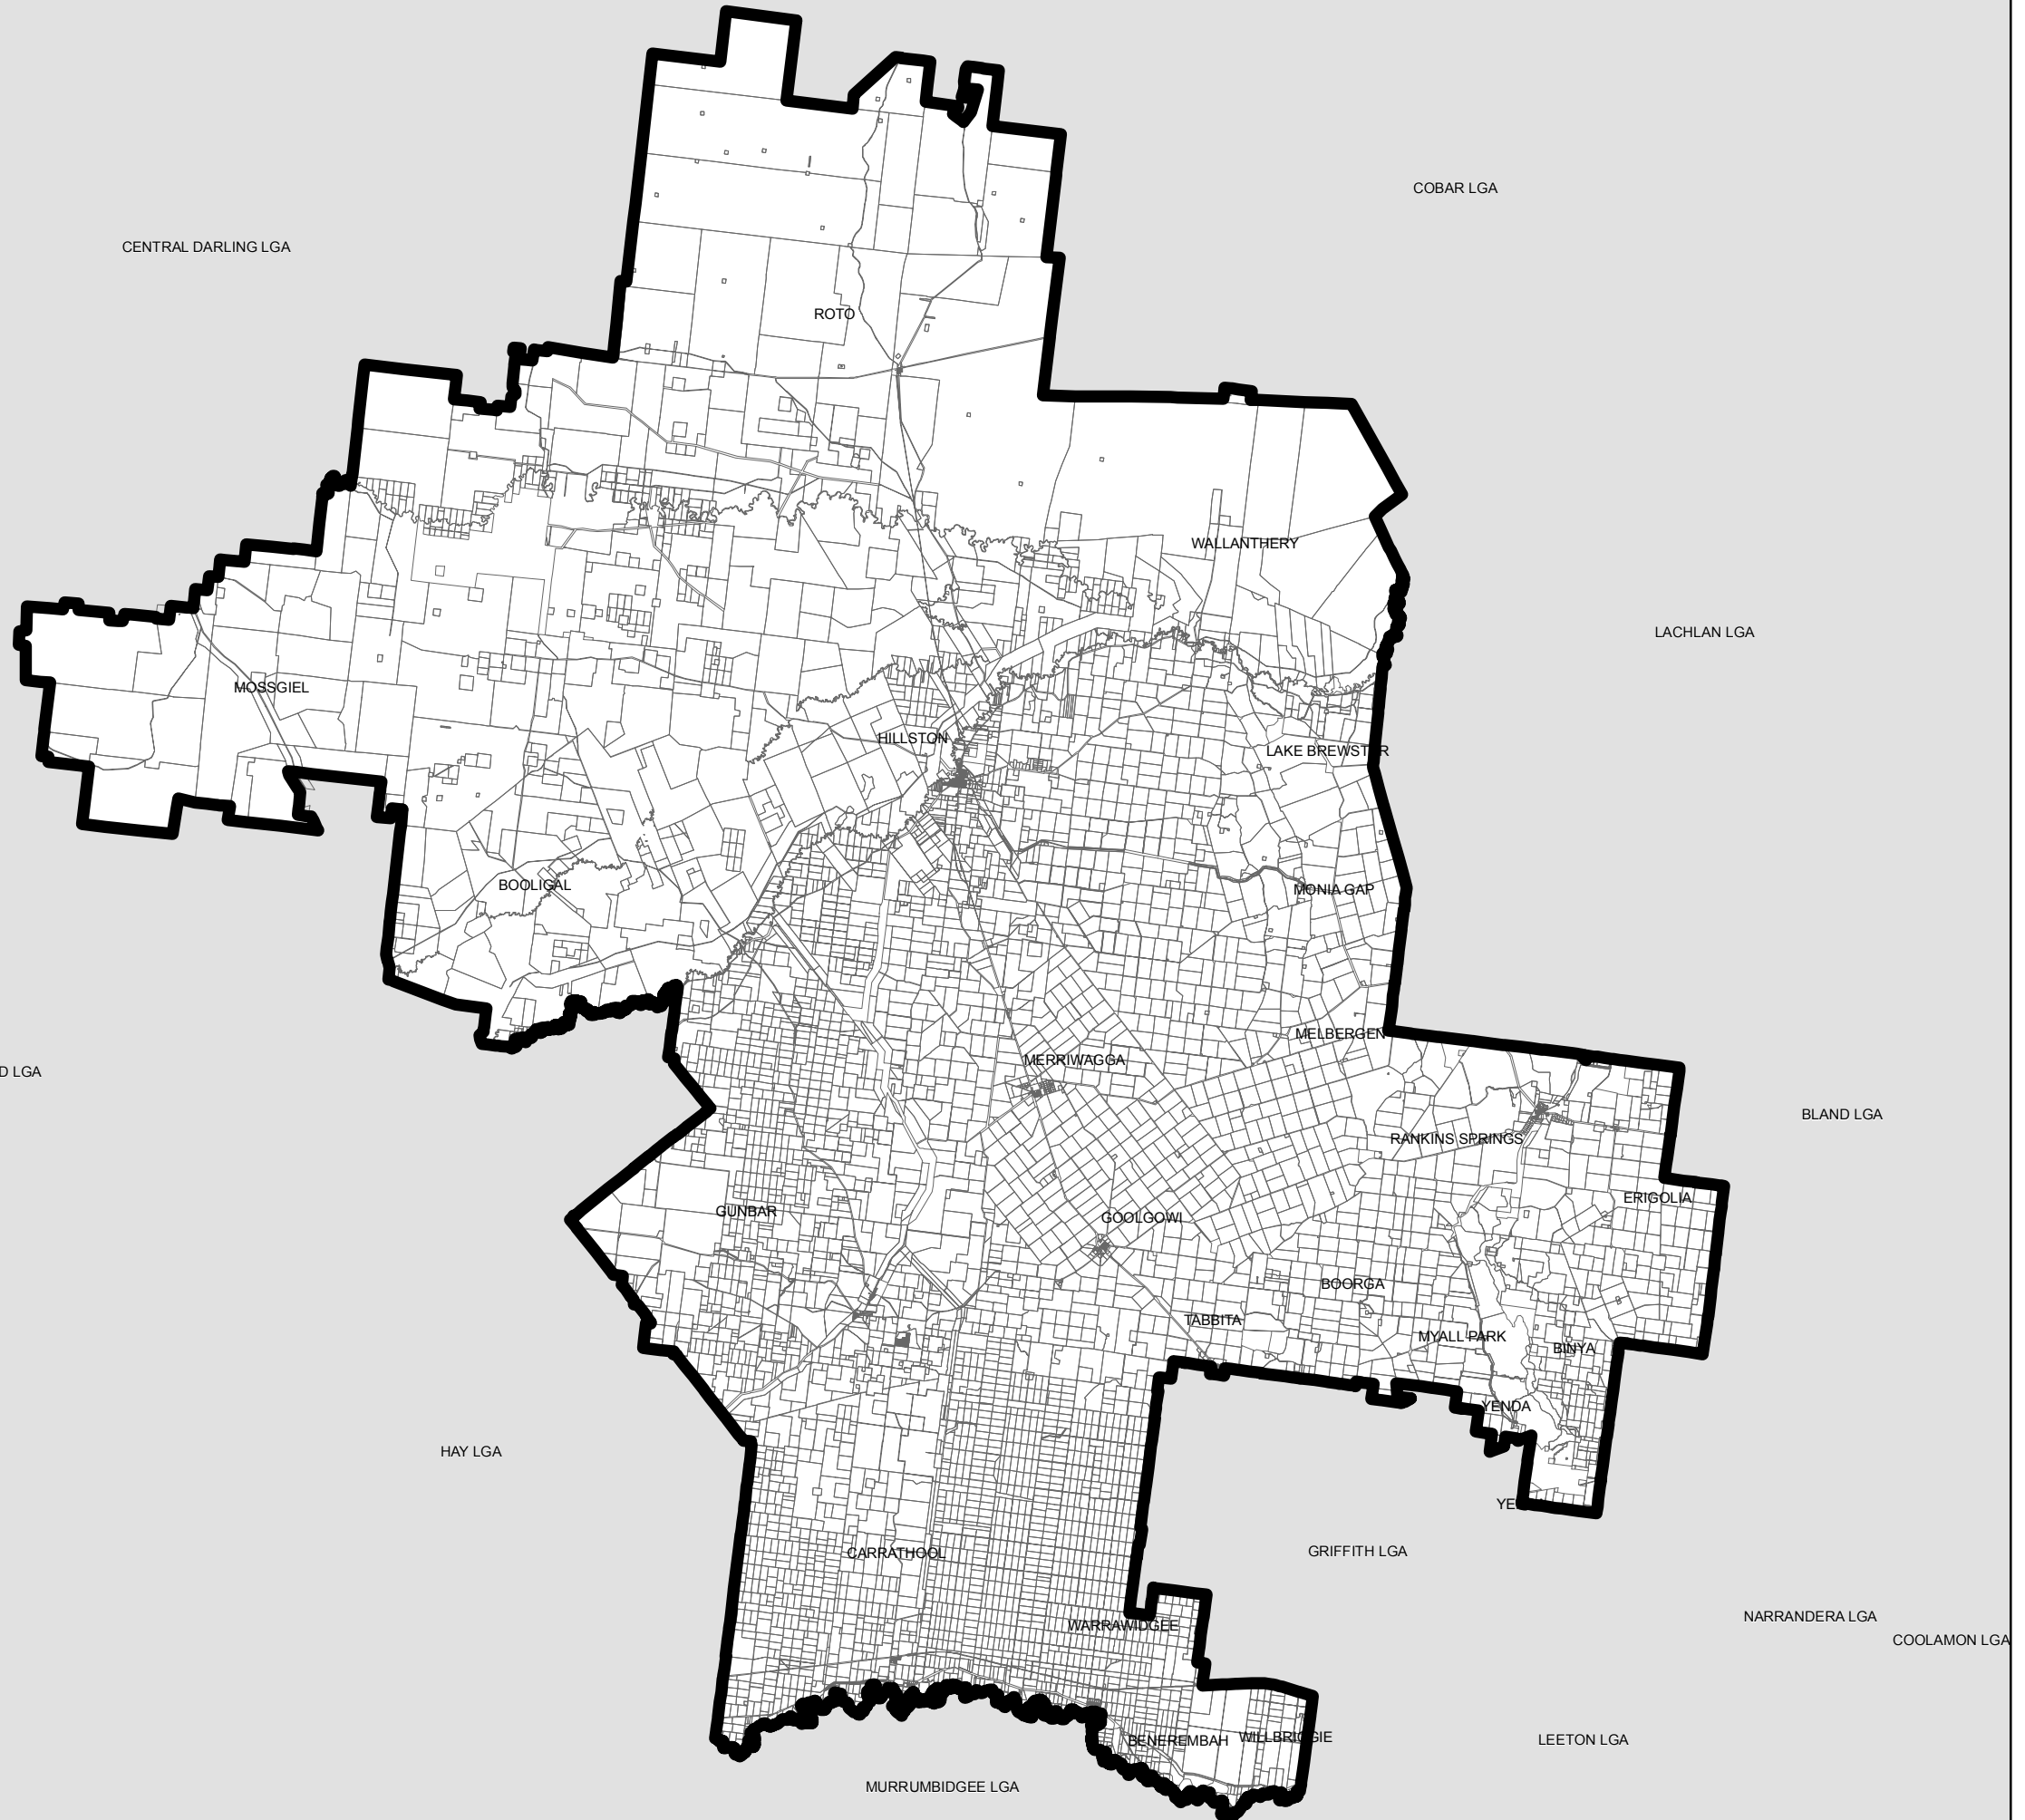 COBAR LGA
CENTRAL DARLING LGA
ROTO
WALLANTHERY
LACHLAN LGA
MOSSGIEL
HILLSTON
LAKE BREWSTER
BOOLIGAL
MONIA GAP
MELBERGEN
MERRIWAGGA
D LGA
BLAND LGA
RANKINS SPRINGS
ERIGOLIA
GUNBAR
GOOLGOWI
BOORGA
TABBITA
MYALL PARK
BINYA
YENDA
HAY LGA
GRIFFITH LGA
CARRATHOOL
NARRANDERA LGA
WARRAWIDGEE
COOLAMON LGA
WILLBRIGGIE
BENEREMBAH
LEETON LGA
MURRUMBIDGEE LGA